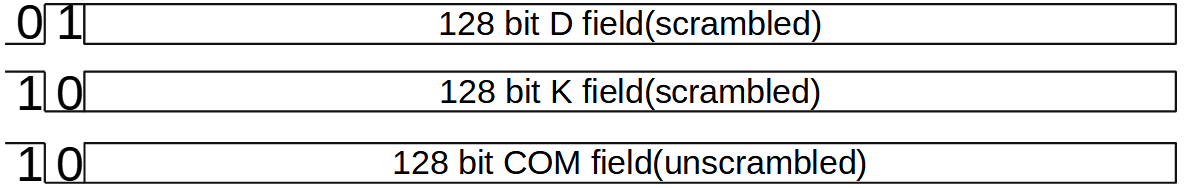 0 1 128 bit D field(scrambled)
1 0 128 bit K field(scrambled)
1 0 128 bit COM field(unscrambled)